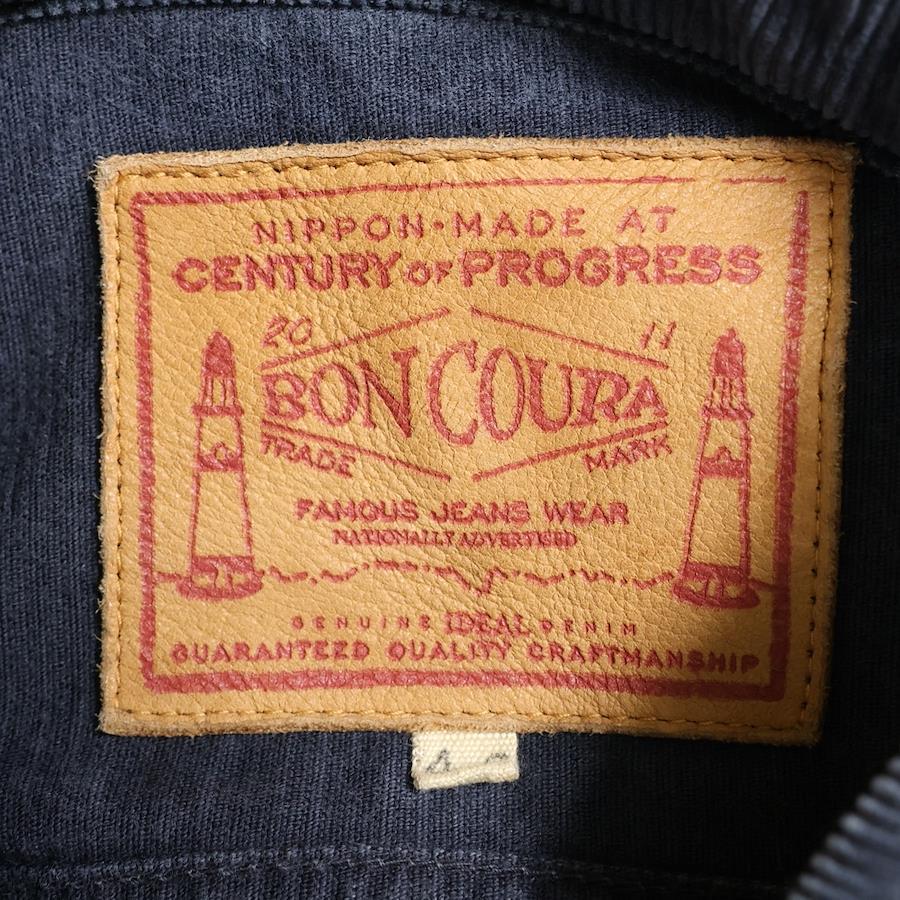 NIPPON·MADE AT
CENTURY OF PROGRESS
20 11
BON COURA
TRADE MARK
FAMOUS JEANS WEAR
NATIONALLY ADVERTISED
GENUINE IDEAL DENIM
GUARANTEED QUALITY CRAFTMANSHIP